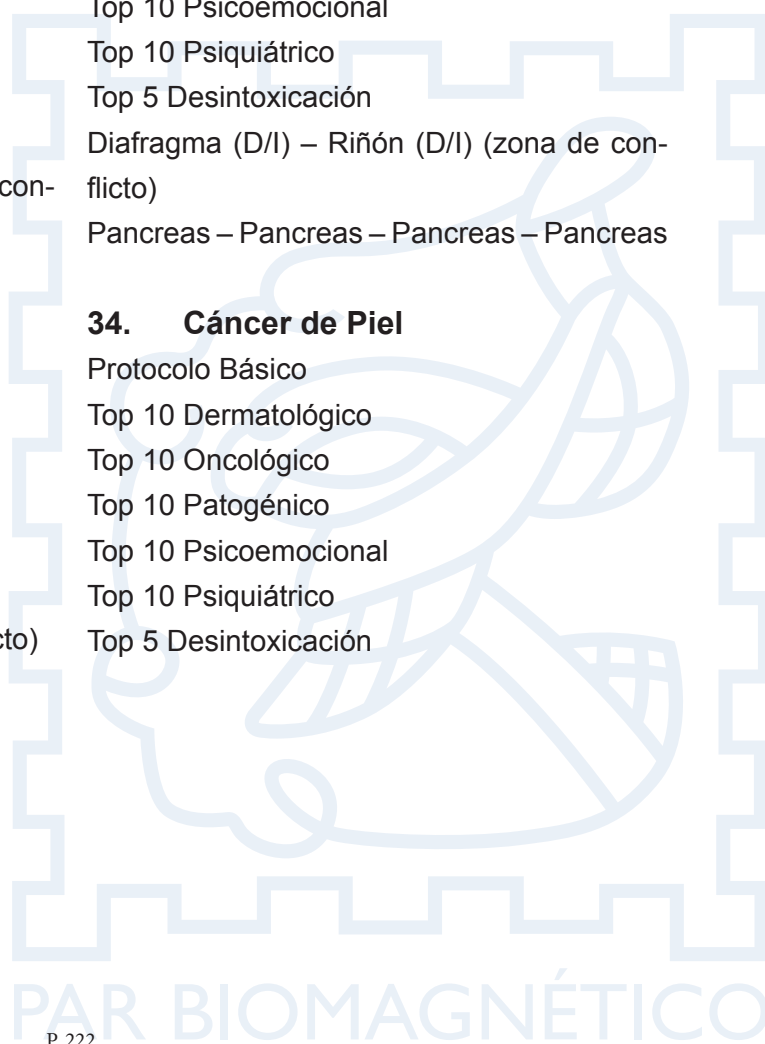 Top 10 Psicoemocional
Top 10 Psiquiátrico
Top 5 Desintoxicación
Diafragma (D/I) – Riñón (D/I) (zona de con-
flicto)
Pancreas – Pancreas – Pancreas – Pancreas
34. Cáncer de Piel
Protocolo Básico
Top 10 Dermatológico
Top 10 Oncológico
Top 10 Patogénico
Top 10 Psicoemocional
Top 10 Psiquiátrico
Top 5 Desintoxicación
PAR BIOMAGNÉTICO
P. 222